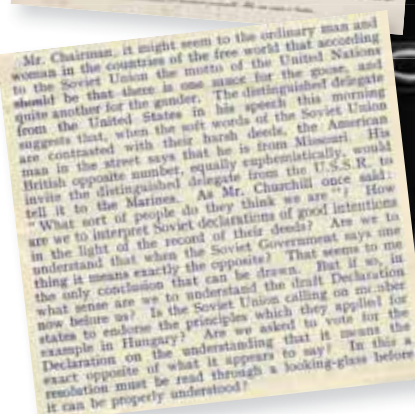 Mr. Chairman, it might seem to the ordinary man and
woman in the countries of the free world that according
to the Soviet Union the motto of the United Nations
should be that there is one sauce for the goose, and
quite another for the gander. The distinguished delegate
from the United States in his speech this morning
suggests that, when the soft words of the Soviet Union
are contrasted with their harsh deeds, the American
man in the street says that he is from Missouri. His
British opposite number, equally euphemistically, would
invite the distinguished delegate from the U.S.S.R. to
tell it to the Marines. As Mr. Churchill once said:
"What sort of people do they think we are"? How
are we to interpret Soviet declarations of good intentions
in the light of the record of their deeds? Are we to
understand that when the Soviet Government says one
thing it means exactly the opposite? That seems to me
the only conclusion that can be drawn. But if so, in
what sense are we to understand the draft Declaration
now before us? Is the Soviet Union calling on member
states to endorse the principles which they applied for
example in Hungary? Are we asked to vote for the
Declaration on the understanding that it means the
exact opposite of what it appears to say? In this a
resolution must be read through a looking-glass before
it can be properly understood?